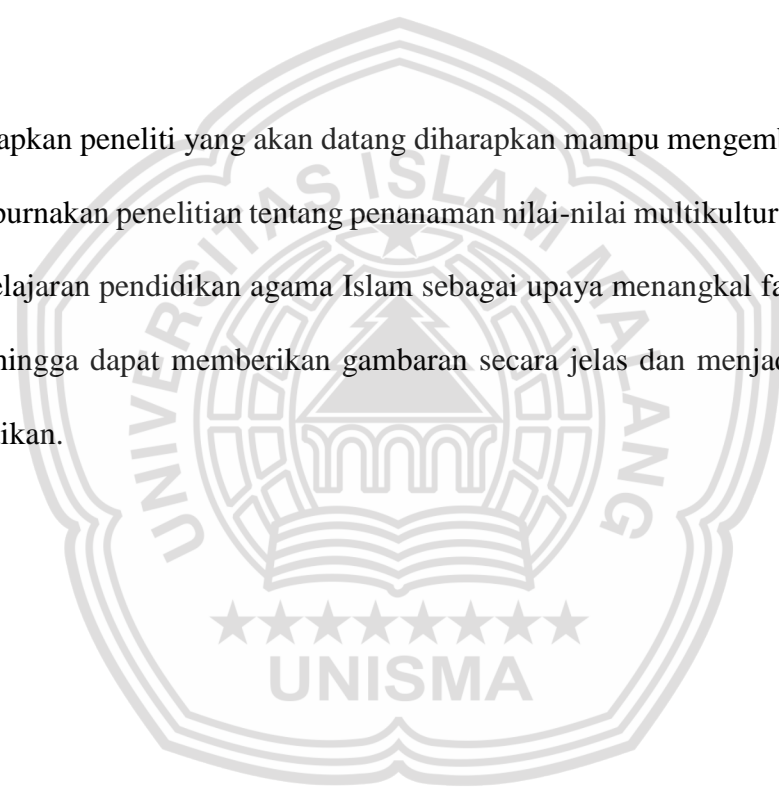 apkan peneliti yang akan datang diharapkan mampu mengemb
purnakan penelitian tentang penanaman nilai-nilai multikultur
elajaran pendidikan agama Islam sebagai upaya menangkal fa
hingga dapat memberikan gambaran secara jelas dan menjad
ikan.
UNIVERSITAS ISLAM MALANG
UNISMA